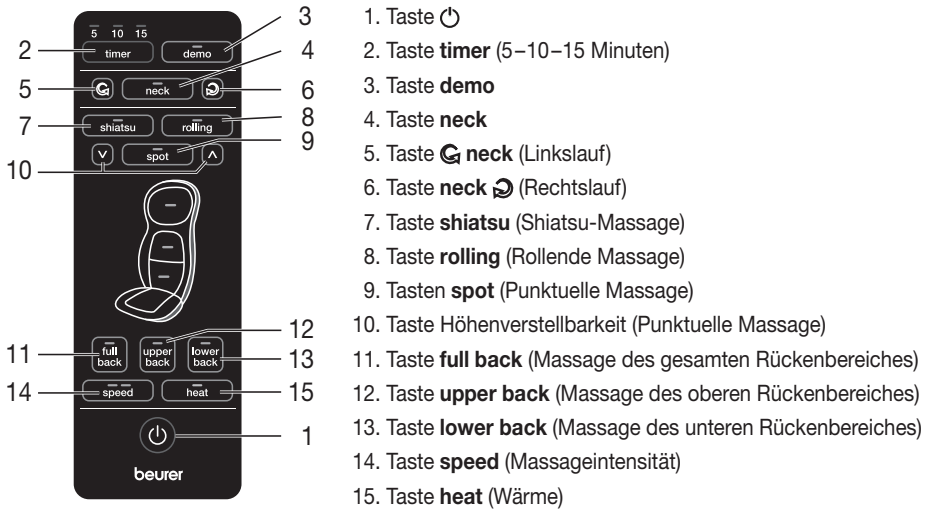 5 10 15
timer
demo
neck
shiatsu
rolling
spot
full back
upper back
lower back
speed
heat
beurer
2
3
4
5
6
7
8
9
10
11
12
13
14
15
1
1. Taste ⏻
2. Taste timer (5–10–15 Minuten)
3. Taste demo
4. Taste neck
5. Taste neck (Linkslauf)
6. Taste neck (Rechtslauf)
7. Taste shiatsu (Shiatsu-Massage)
8. Taste rolling (Rollende Massage)
9. Tasten spot (Punktuelle Massage)
10. Taste Höhenverstellbarkeit (Punktuelle Massage)
11. Taste full back (Massage des gesamten Rückenbereiches)
12. Taste upper back (Massage des oberen Rückenbereiches)
13. Taste lower back (Massage des unteren Rückenbereiches)
14. Taste speed (Massageintensität)
15. Taste heat (Wärme)